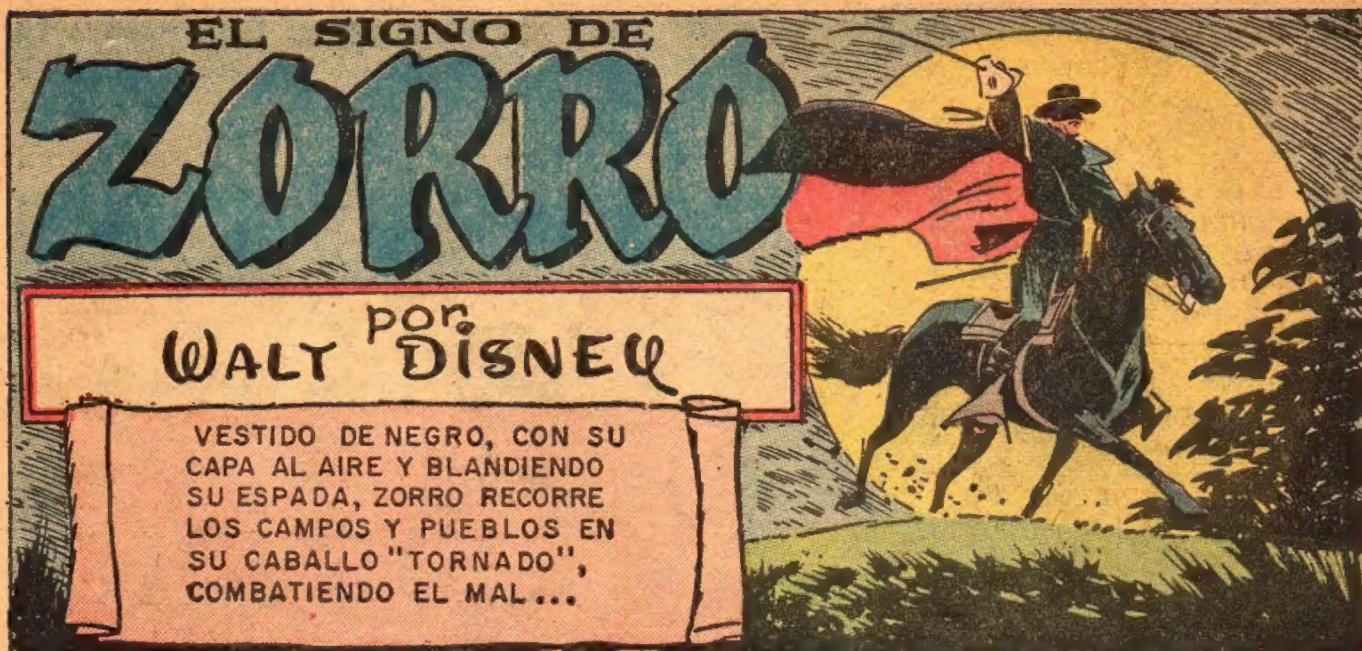 EL SIGNO DE
ZORRO
por
WALT DISNEY
VESTIDO DE NEGRO, CON SU
CAPA AL AIRE Y BLANDIENDO
SU ESPADA, ZORRO RECORRE
LOS CAMPOS Y PUEBLOS EN
SU CABALLO "TORNADO",
COMBATIENDO EL MAL...